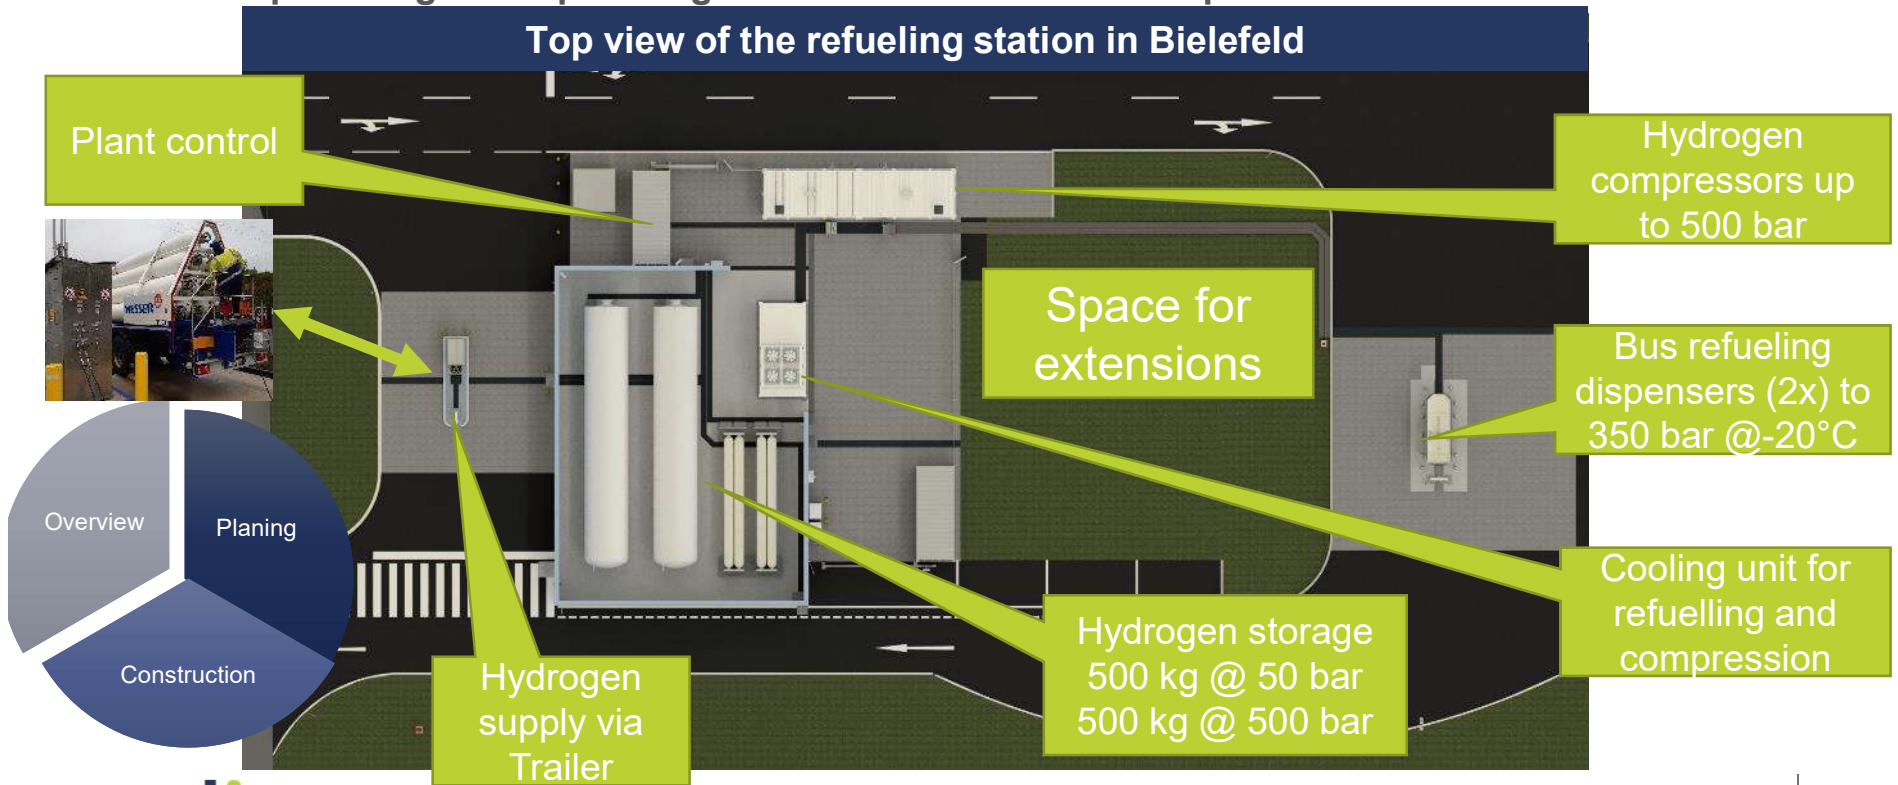 Top view of the refueling station in Bielefeld
Plant control
Hydrogen
compressors up
to 500 bar
MESSER
Space for
extensions
Bus refueling
dispensers (2x) to
350 bar @-20°C
Overview
Planing
Construction
Cooling unit for
refuelling and
compression
Hydrogen storage
500 kg @ 50 bar
500 kg @ 500 bar
Hydrogen
supply via
Trailer